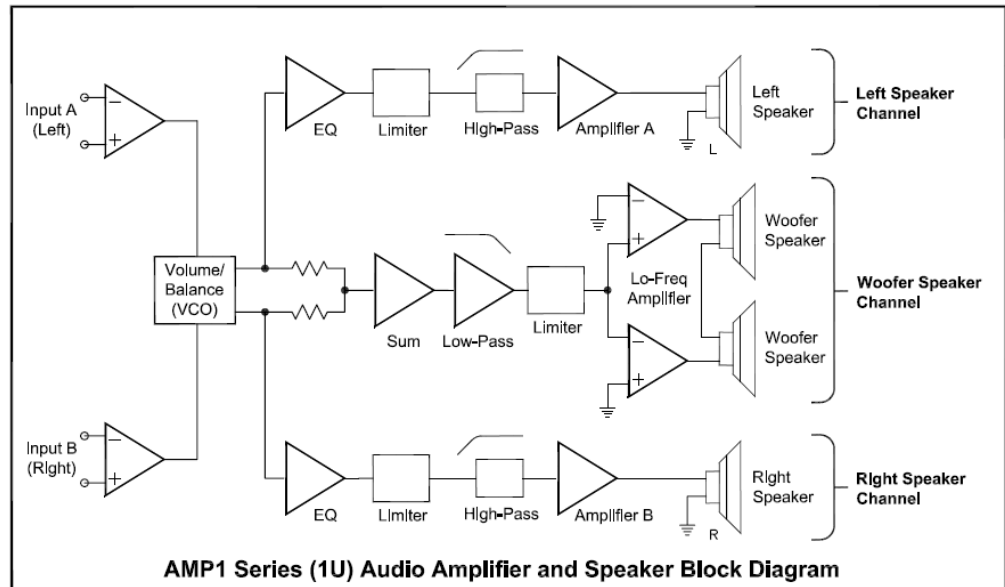 Input A
(Left)
−
+
EQ
Limiter
High-Pass
Amplifier A
L
Left
Speaker
Left Speaker
Channel
Volume/
Balance
(VCO)
Sum
Low-Pass
Limiter
−
+
Lo-Freq
Amplifier
−
+
Woofer
Speaker
Woofer
Speaker
Woofer Speaker
Channel
Input B
(Right)
−
+
EQ
Limiter
High-Pass
Amplifier B
R
Right
Speaker
Right Speaker
Channel
AMP1 Series (1U) Audio Amplifier and Speaker Block Diagram